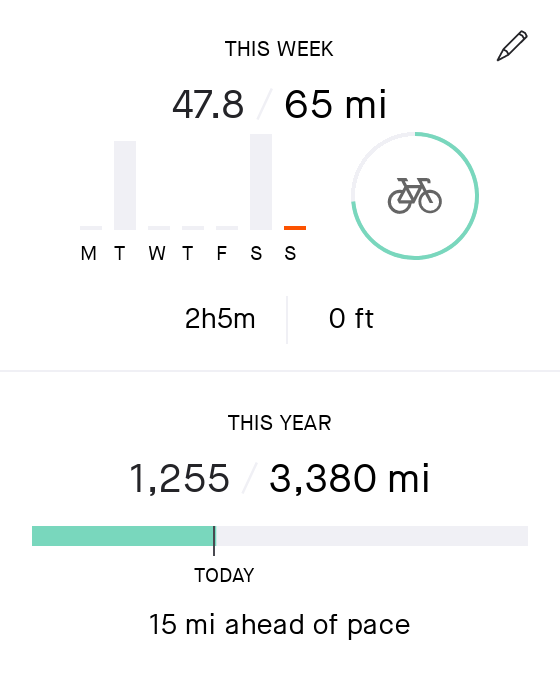 THIS WEEK
47.8 / 65 mi
M T W T F S S
2h5m 0 ft
THIS YEAR
1,255 / 3,380 mi
TODAY
15 mi ahead of pace